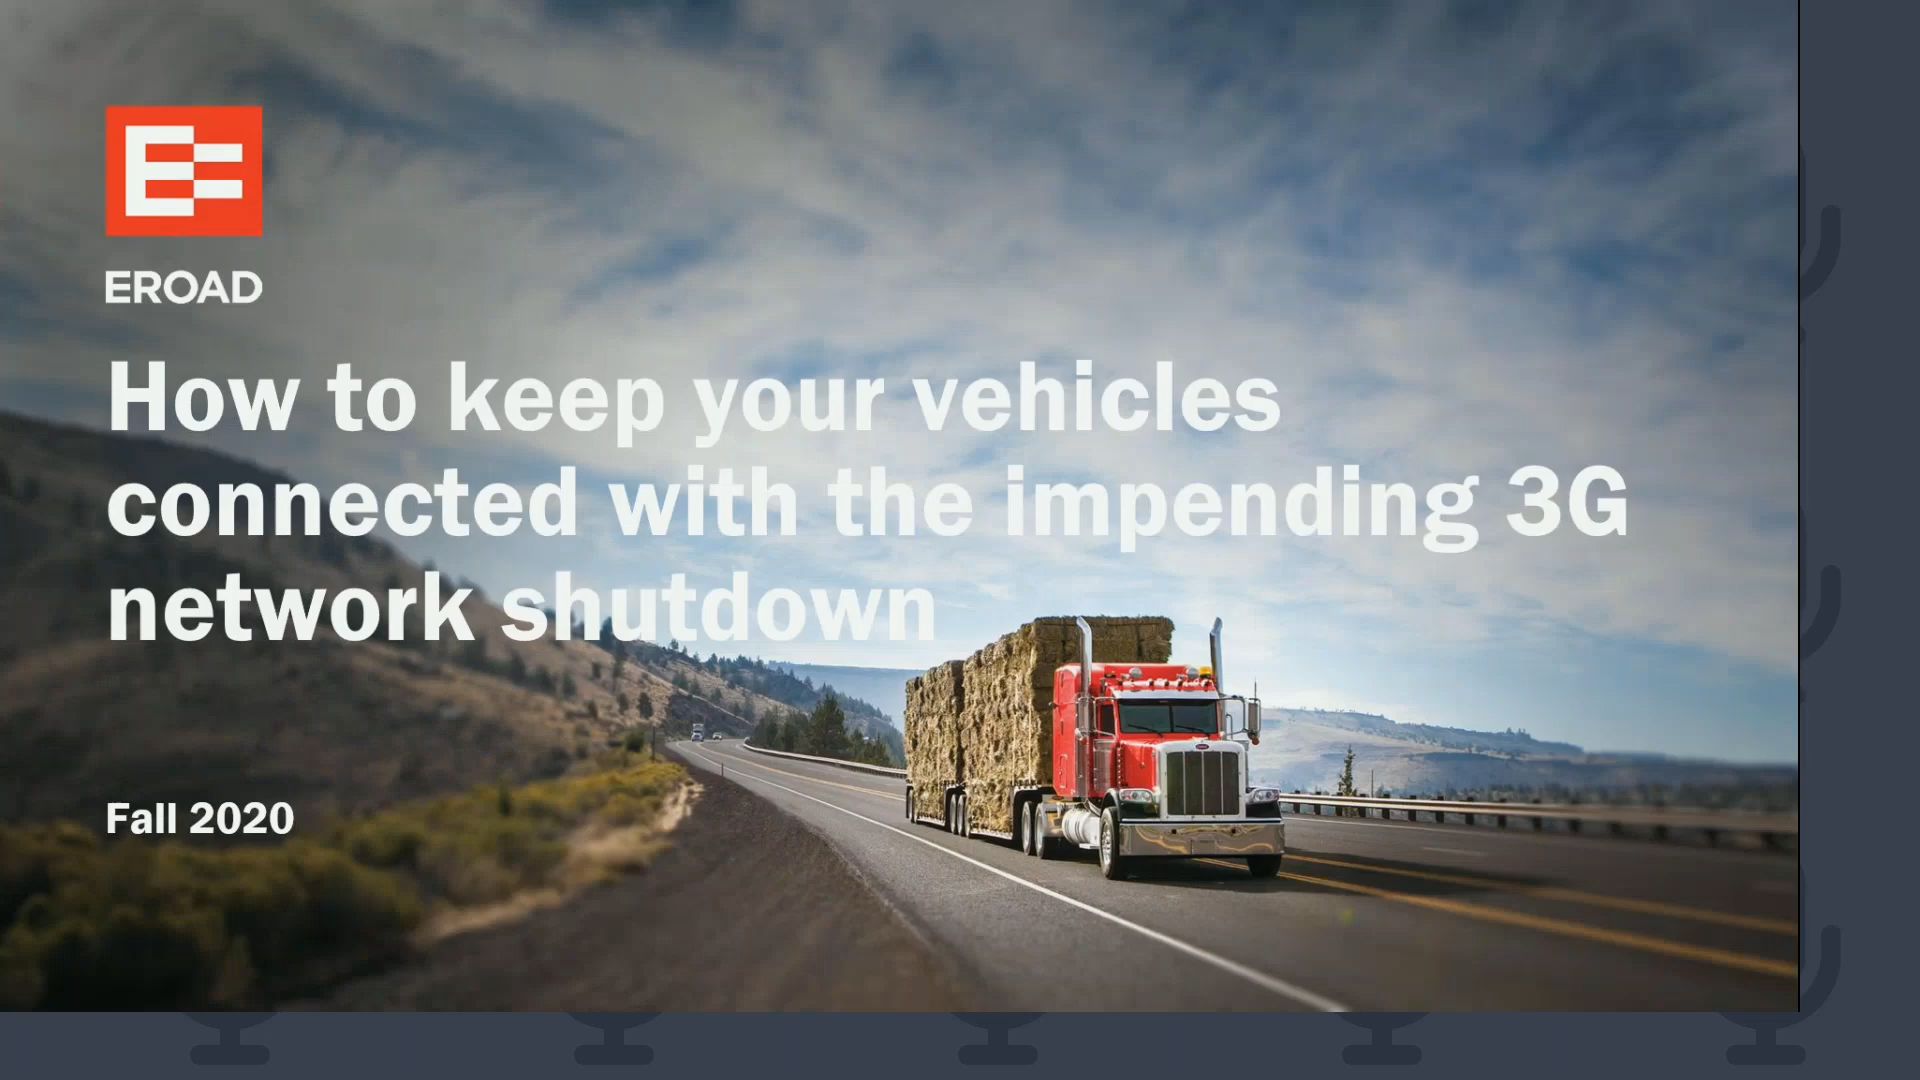 EROAD
How to keep your vehicles
connected with the impending 3G
network shutdown
Fall 2020